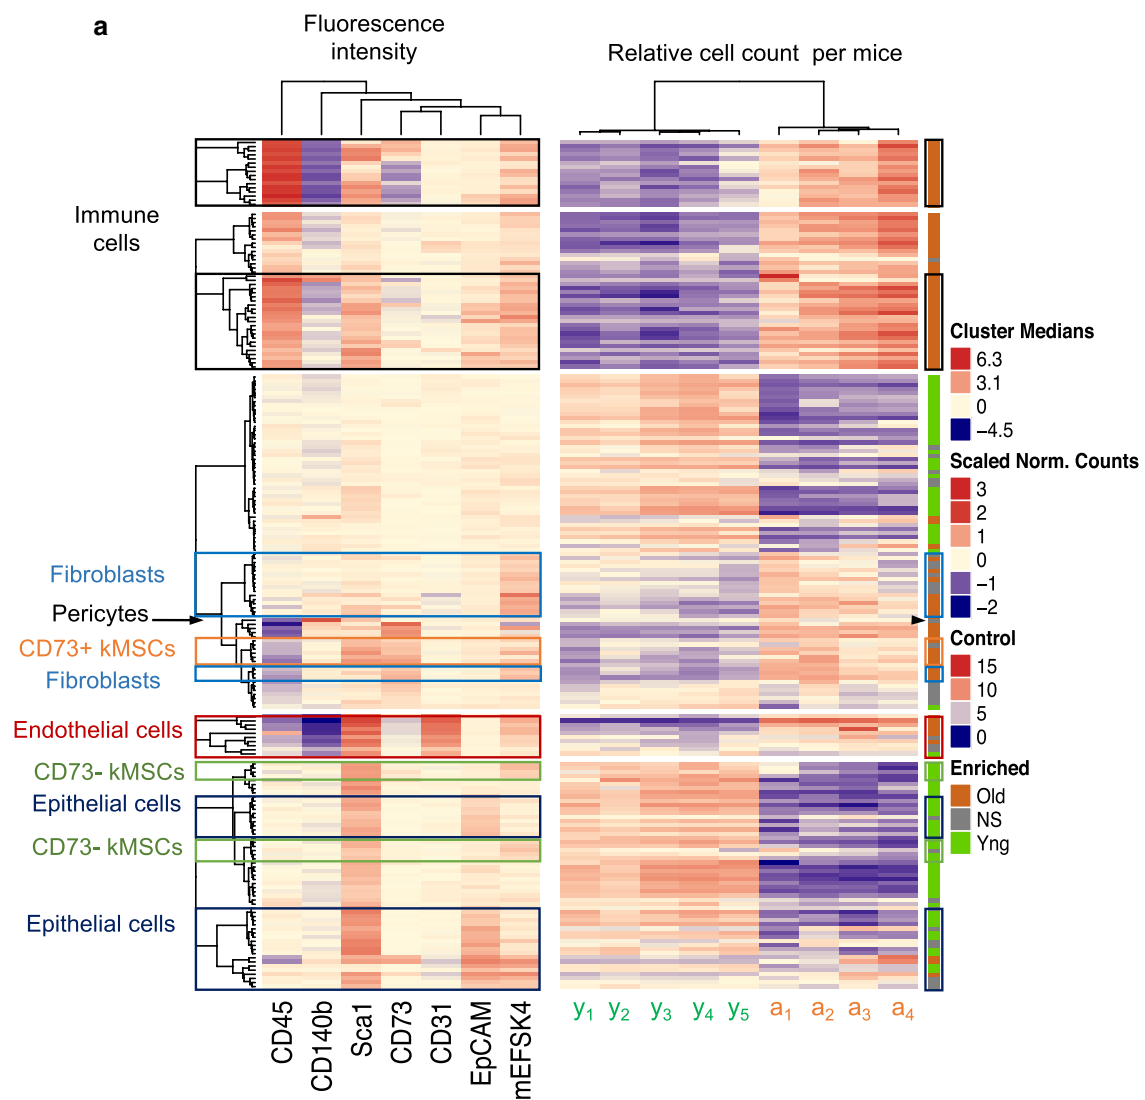 a
Fluorescence
intensity
Relative cell count per mice
Immune
cells
Fibroblasts
Pericytes
CD73+ kMSCs
Fibroblasts
Endothelial cells
CD73- kMSCs
Epithelial cells
CD73- kMSCs
Epithelial cells
Cluster Medians
6.3
3.1
0
−4.5
Scaled Norm. Counts
3
2
1
0
−1
−2
Control
15
10
5
0
Enriched
Old
NS
Yng
CD45
CD140b
Sca1
CD73
CD31
EpCAM
mEFSK4
y1 y2 y3 y4 y5 a1 a2 a3 a4